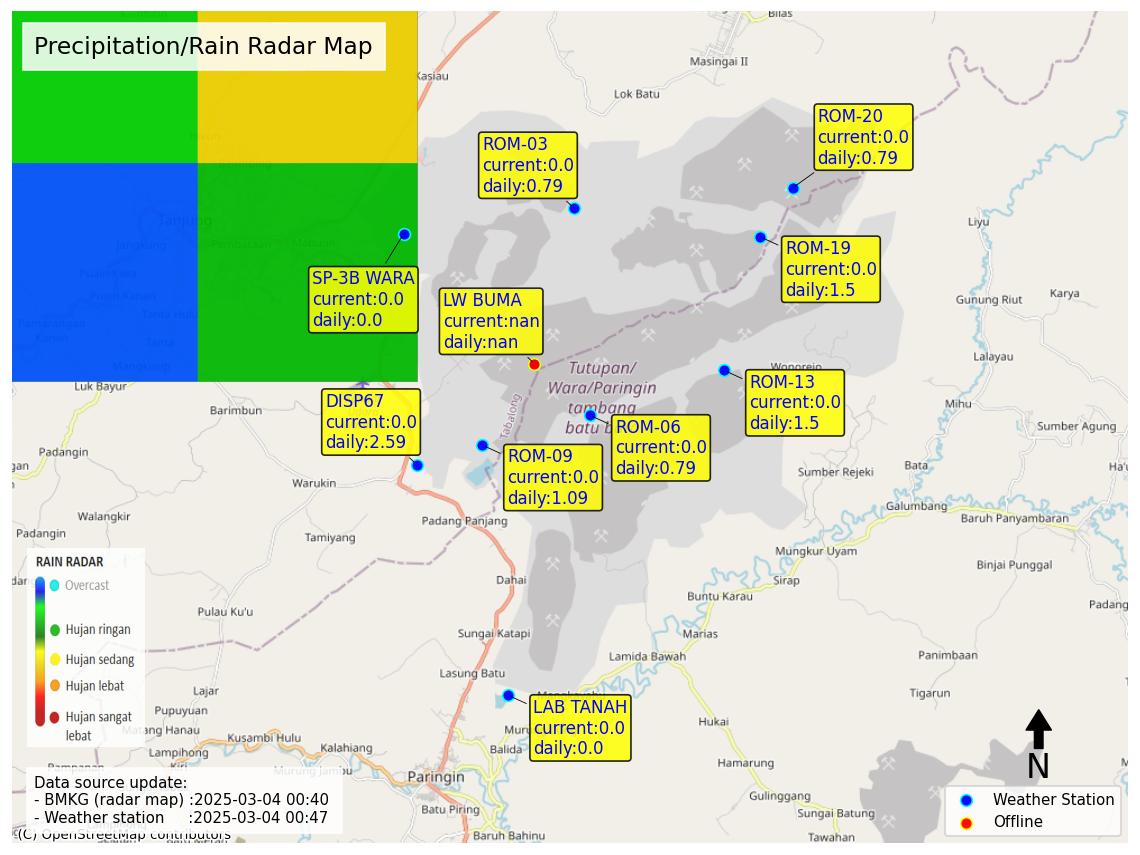 Precipitation/Rain Radar Map
Bilas
Kasiau
Masingai II
Lok Batu
ROM-20
current:0.0
daily:0.79
ROM-03
current:0.0
daily:0.79
Tanjung
Liyu
ROM-19
current:0.0
daily:1.5
SP-3B WARA
current:0.0
daily:0.0
LW BUMA
current:nan
daily:nan
Gunung Riut
Karya
Lalayau
Wonorejo
Tutupan/
Wara/Paringin
tambang
batu b
ROM-13
current:0.0
daily:1.5
Luk Bayur
Barimbun
DISP67
current:0.0
daily:2.59
Tabalong
ROM-06
current:0.0
daily:0.79
Mihu
Sumber Agung
Padangin
ROM-09
current:0.0
daily:1.09
Bata
Sumber Rejeki
Warukin
Galumbang
Walangkir
Padang Panjang
Baruh Panyambaran
Padangin
Tamiyang
Mungkur Uyam
Binjai Punggal
RAIN RADAR
Overcast
Hujan ringan
Hujan sedang
Hujan lebat
Hujan sangat
lebat
Dahai
Sirap
Buntu Karau
Padang
Pulau Ku'u
Sungai Katapi
Marias
Lamida Bawah
Panimbaan
Lasung Batu
Lajar
Tigarun
Pupuyuan
LAB TANAH
current:0.0
daily:0.0
Hukai
Matang Hanau
Kusambi Hulu
Kalahiang
Balida
Lampihong
Hamarung
N
Murung Jambu
Paringin
Data source update:
- BMKG (radar map) :2025-03-04 00:40
- Weather station :2025-03-04 00:47
Gulinggang
Batu Piring
Sungai Batung
Weather Station
Offline
Baruh Bahinu
Tawahan
(C) OpenStreetMap contributors